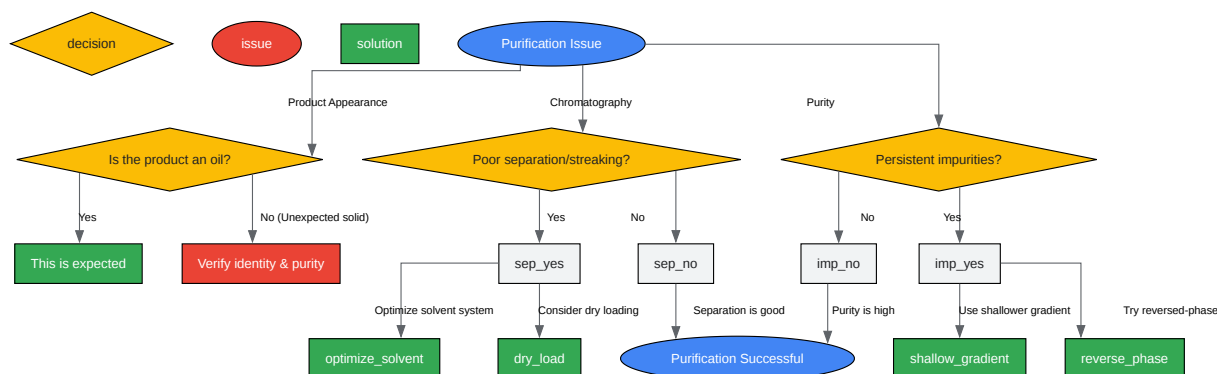 decision
issue
solution
Purification Issue
Product Appearance
Chromatography
Purity
Is the product an oil?
Poor separation/streaking?
Persistent impurities?
Yes
No (Unexpected solid)
Yes
No
No
Yes
This is expected
Verify identity & purity
sep_yes
sep_no
imp_no
imp_yes
Optimize solvent system
Consider dry loading
Separation is good
Purity is high
Use shallower gradient
Try reversed-phase
optimize_solvent
dry_load
Purification Successful
shallow_gradient
reverse_phase